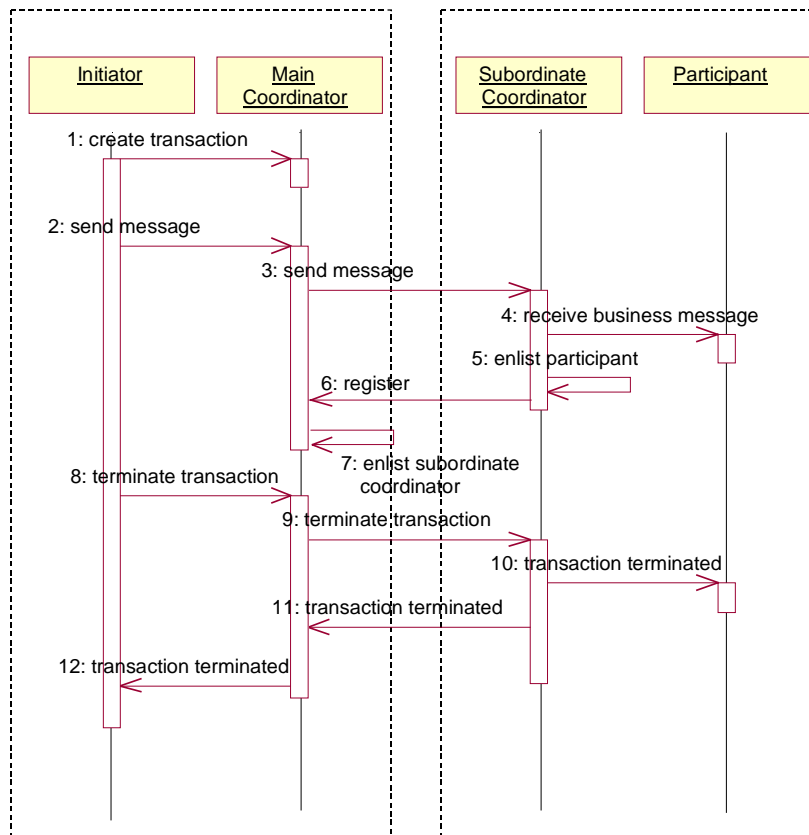 Initiator
Main
Coordinator
Subordinate
Coordinator
Participant
1: create transaction
2: send message
3: send message
4: receive business message
5: enlist participant
6: register
7: enlist subordinate
coordinator
8: terminate transaction
9: terminate transaction
10: transaction terminated
11: transaction terminated
12: transaction terminated